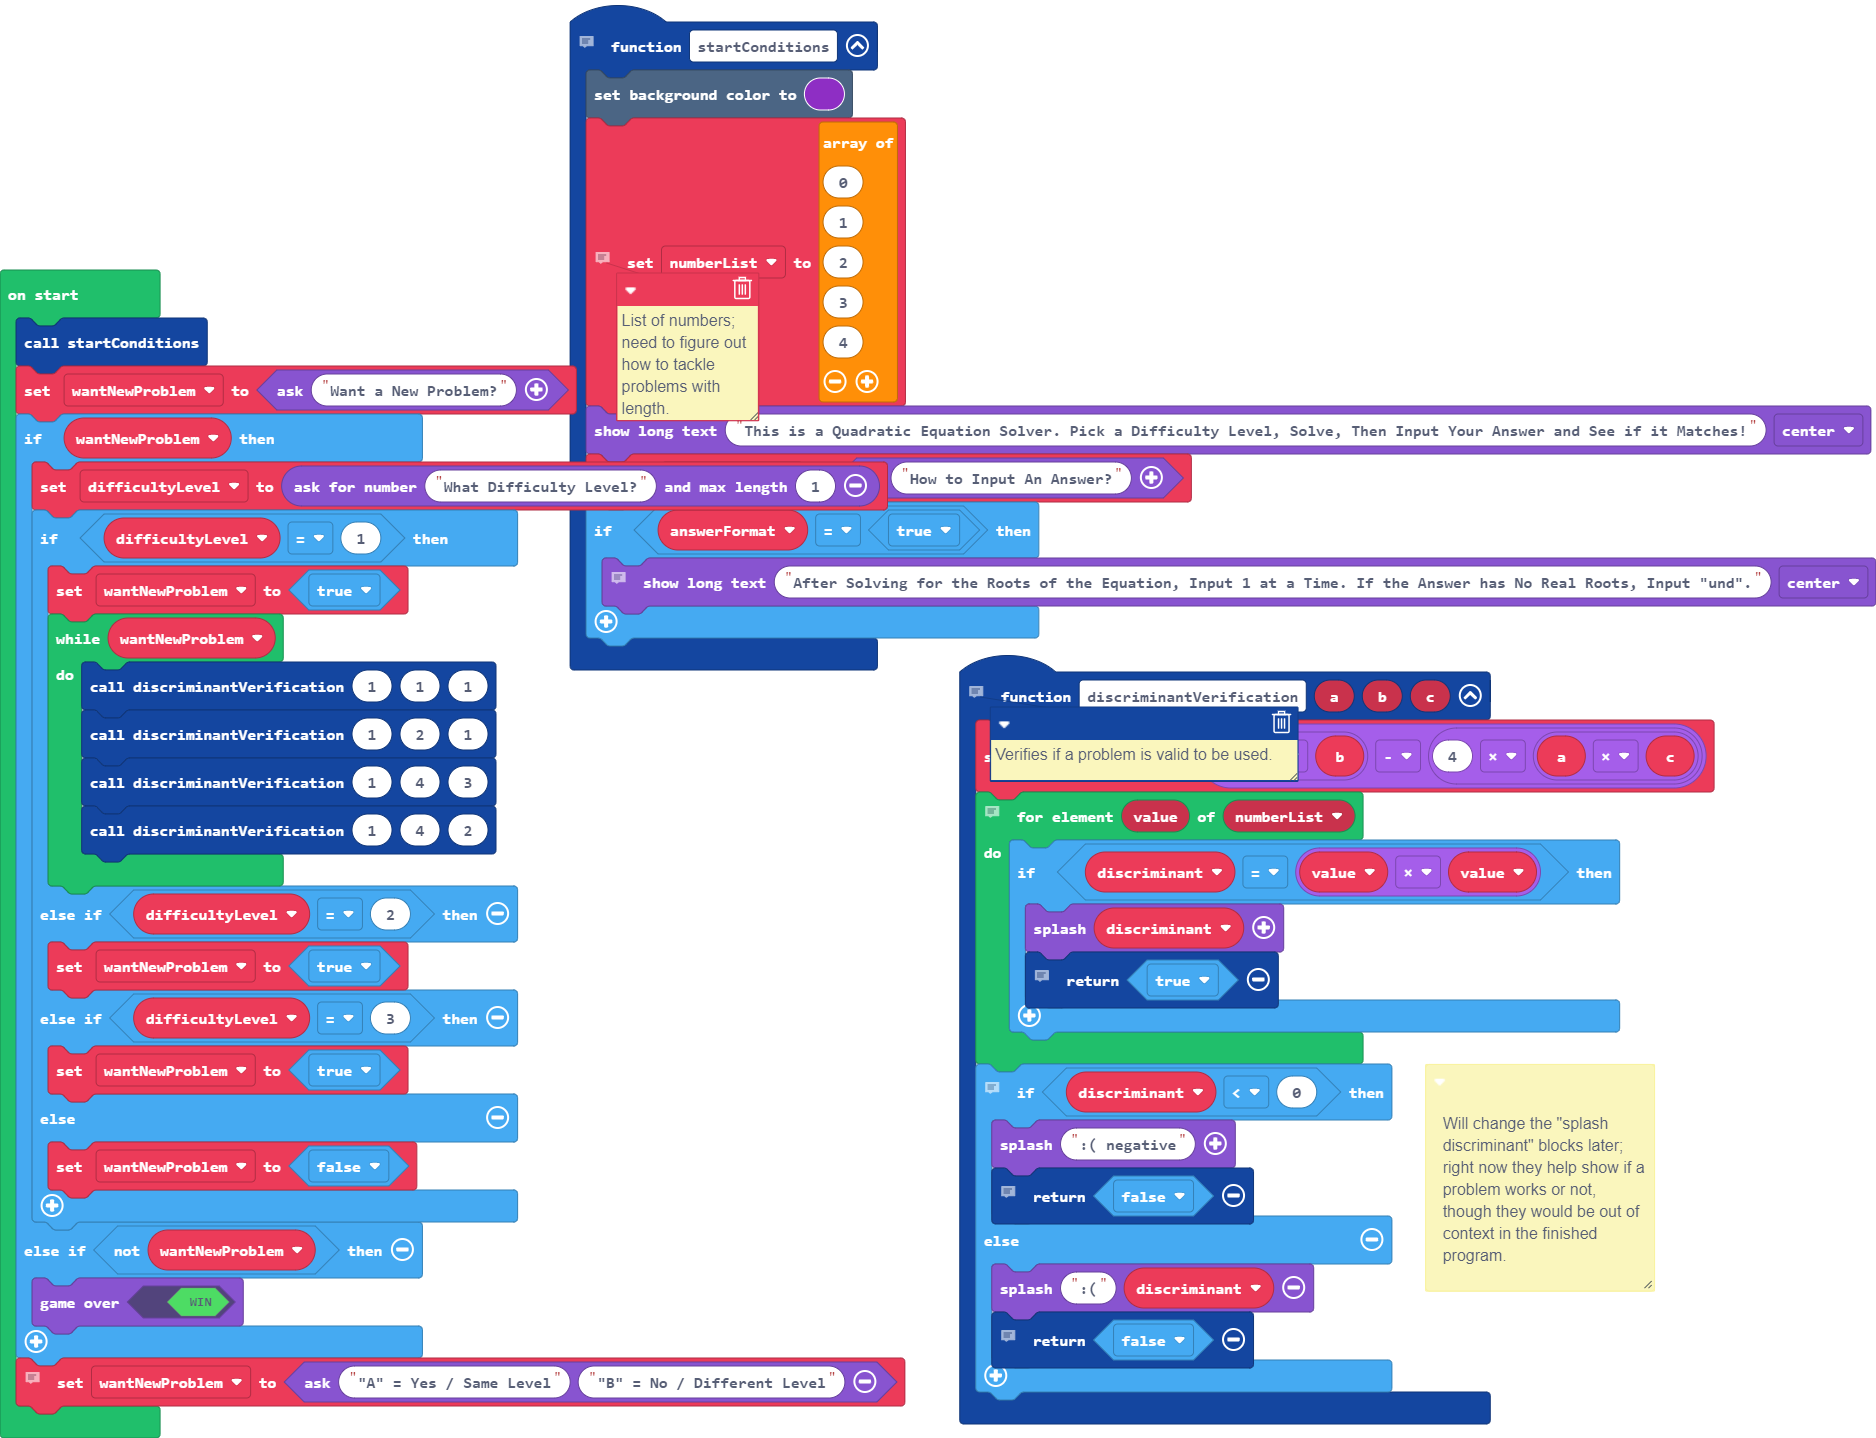 function startConditions
set background color to
array of
0
1
2
3
4
set numberList to
List of numbers;
need to figure out
how to tackle
problems with
length.
show long text "This is a Quadratic Equation Solver. Pick a Difficulty Level, Solve, Then Input Your Answer and See if it Matches!" center
"How to Input An Answer?"
if answerFormat = true then
show long text "After Solving for the Roots of the Equation, Input 1 at a Time. If the Answer has No Real Roots, Input "und"." center
on start
call startConditions
set wantNewProblem to ask "Want a New Problem?"
if wantNewProblem then
set difficultyLevel to ask for number "What Difficulty Level?" and max length 1
if difficultyLevel = 1 then
set wantNewProblem to true
while wantNewProblem
do
call discriminantVerification 1 1 1
call discriminantVerification 1 2 1
call discriminantVerification 1 4 3
call discriminantVerification 1 4 2
else if difficultyLevel = 2 then
set wantNewProblem to true
else if difficultyLevel = 3 then
set wantNewProblem to true
else
set wantNewProblem to false
else if not wantNewProblem then
game over WIN
set wantNewProblem to ask ""A" = Yes / Same Level" ""B" = No / Different Level"
function discriminantVerification a b c
Verifies if a problem is valid to be used.
b - 4 × a × c
for element value of numberList
do
if discriminant = value × value then
splash discriminant
return true
if discriminant < 0 then
splash ":( negative"
return false
else
splash ":(" discriminant
return false
Will change the "splash
discriminant" blocks later;
right now they help show if a
problem works or not,
though they would be out of
context in the finished
program.